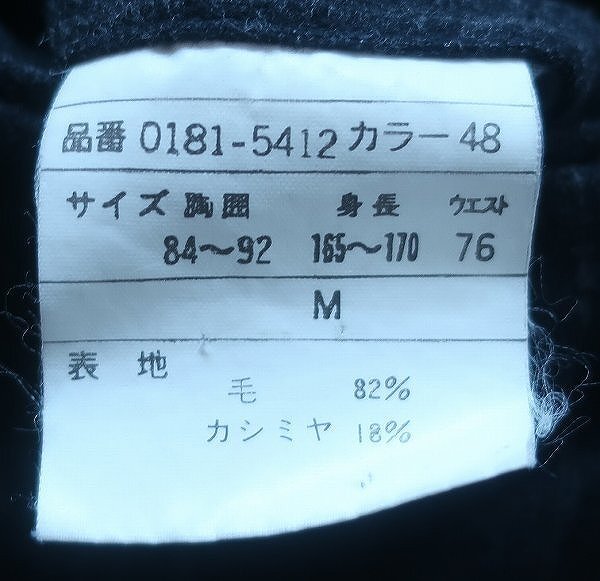 品番 0181-5412 カラー 48
サイズ 胸囲 身長 ウエスト
84〜92 165〜170 76
M
表地
毛 82%
カシミヤ 18%